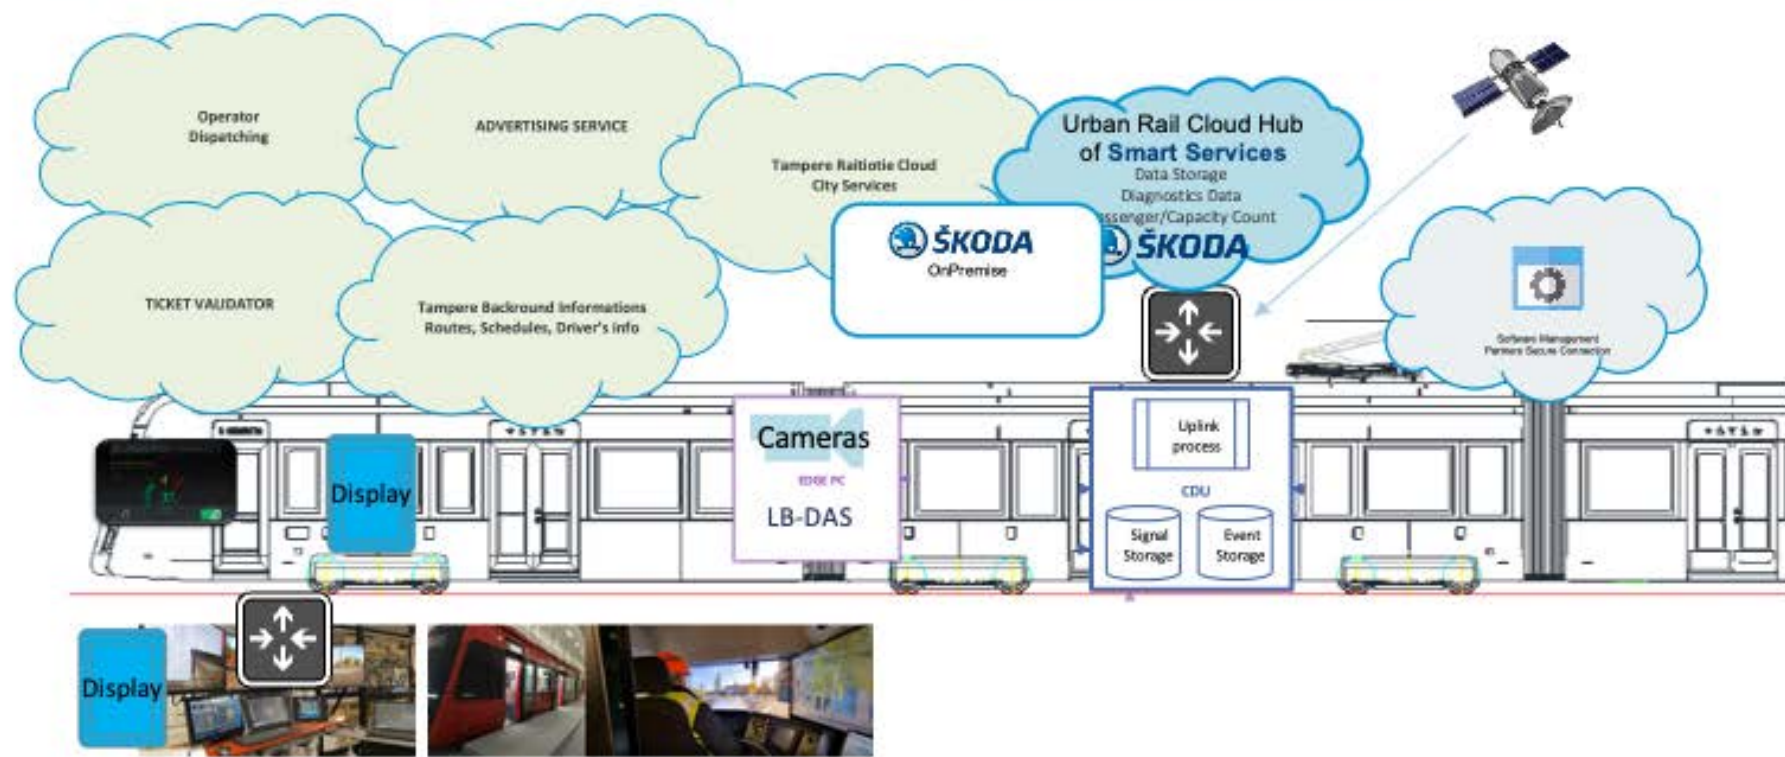 Operator
Dispatching
ADVERTISING SERVICE
Tampere Raitiotie Cloud
City Services
Urban Rail Cloud Hub
of Smart Services
Data Storage
Diagnostics Data
assenger/Capacity Count
ŠKODA
ŠKODA
OnPremise
TICKET VALIDATOR
Tampere Backround Informations
Routes, Schedules, Driver's info
Software Management
Partners Secure Connection
Cameras
EDGE PC
LB-DAS
Uplink
process
CDU
Signal
Storage
Event
Storage
Display
Display